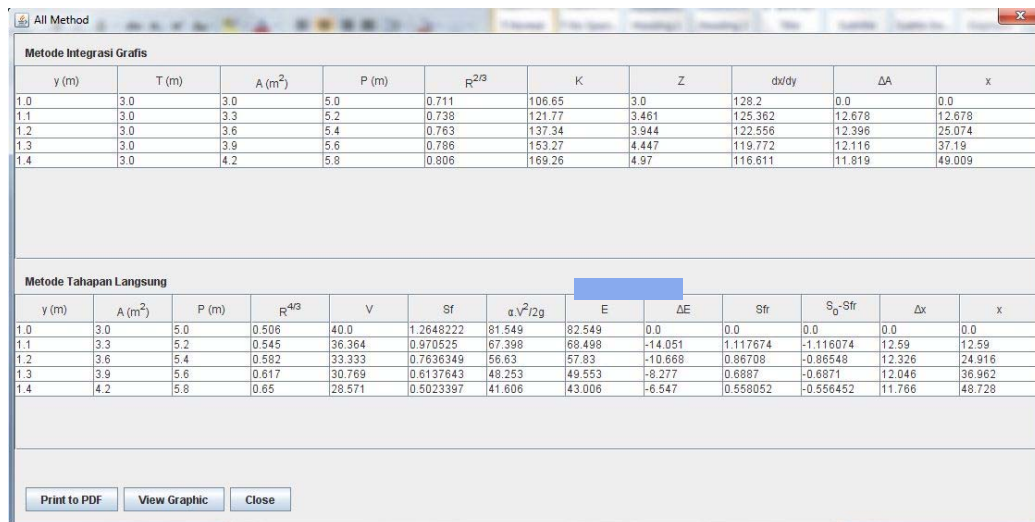 All Method
Metode Integrasi Grafis
y (m) T (m) A (m²) P (m) R^2/3 K Z dx/dy ΔA x
1.0 3.0 3.0 5.0 0.711 106.65 3.0 128.2 0.0 0.0
1.1 3.0 3.3 5.2 0.738 121.77 3.461 125.362 12.678 12.678
1.2 3.0 3.6 5.4 0.763 137.34 3.944 122.556 12.396 25.074
1.3 3.0 3.9 5.6 0.786 153.27 4.447 119.772 12.116 37.19
1.4 3.0 4.2 5.8 0.806 169.26 4.97 116.611 11.819 49.009
Metode Tahapan Langsung
y (m) A (m²) P (m) R^4/3 V Sf α.V²/2g E ΔE Sfr S₀-Sfr Δx x
1.0 3.0 5.0 0.506 40.0 1.2648222 81.549 82.549 0.0 0.0 0.0 0.0 0.0
1.1 3.3 5.2 0.545 36.364 0.970525 67.398 68.498 -14.051 1.117674 -1.116074 12.59 12.59
1.2 3.6 5.4 0.582 33.333 0.7636349 56.63 57.83 -10.668 0.86708 -0.86548 12.326 24.916
1.3 3.9 5.6 0.617 30.769 0.6137643 48.253 49.553 -8.277 0.6887 -0.6871 12.046 36.962
1.4 4.2 5.8 0.65 28.571 0.5023397 41.606 43.006 -6.547 0.558052 -0.556452 11.766 48.728
Print to PDF View Graphic Close